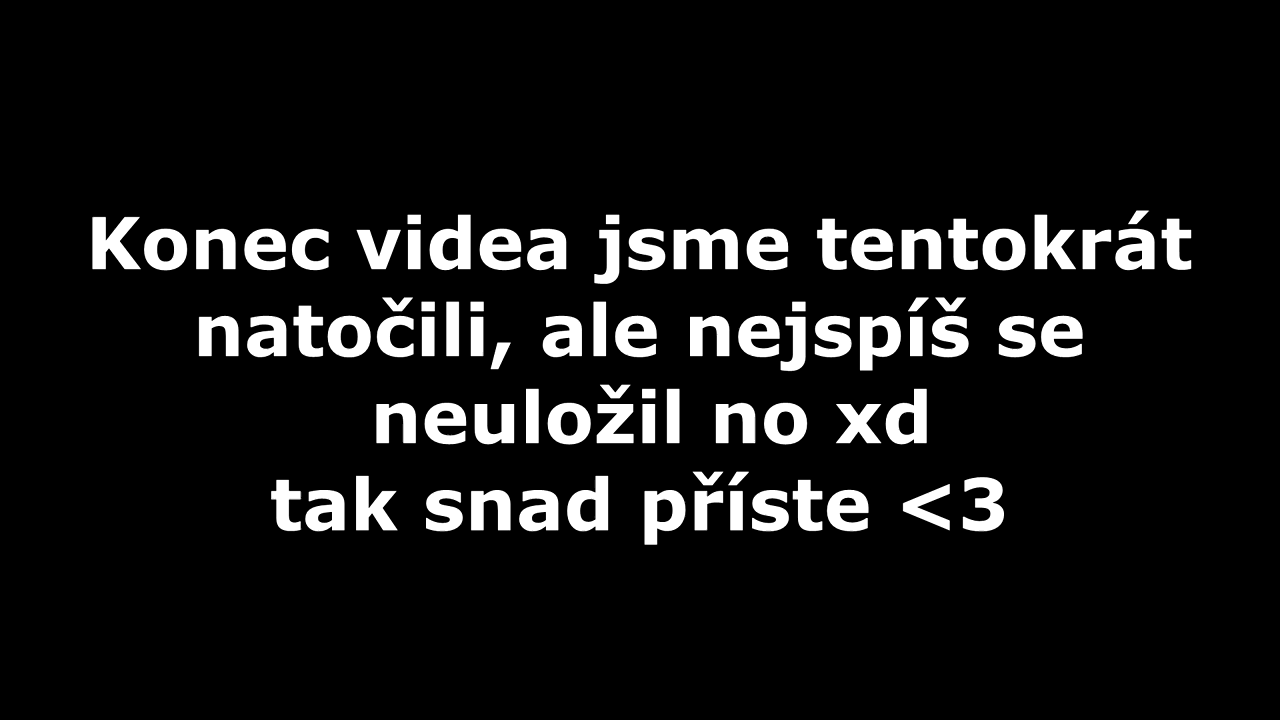 Konec videa jsme tentokrát
natočili, ale nejspíš se
neuložil no xd
tak snad příste <3